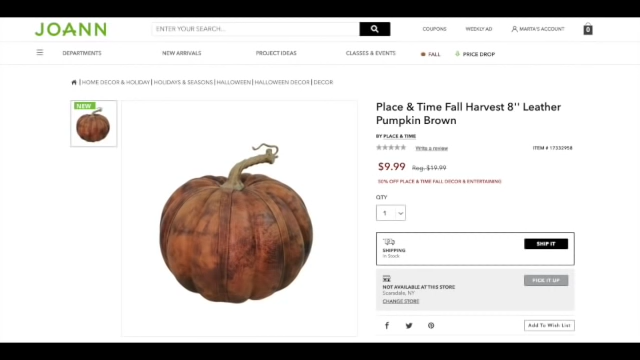 JOANN
ENTER YOUR SEARCH...
COUPONS
WEEKLY AD
MARTA'S ACCOUNT
0
DEPARTMENTS
NEW ARRIVALS
PROJECT IDEAS
CLASSES & EVENTS
FALL
PRICE DROP
| HOME DECOR & HOLIDAY | HOLIDAYS & SEASONS | HALLOWEEN | HALLOWEEN DECOR | DECOR
NEW
Place & Time Fall Harvest 8'' Leather
Pumpkin Brown
BY PLACE & TIME
Write a review
ITEM # 17332958
$9.99 Reg. $19.99
50% OFF PLACE & TIME FALL DECOR & ENTERTAINING
QTY
1
SHIPPING
In Stock
SHIP IT
NOT AVAILABLE AT THIS STORE
Scarsdale, NY
CHANGE STORE
PICK IT UP
Add To Wish List